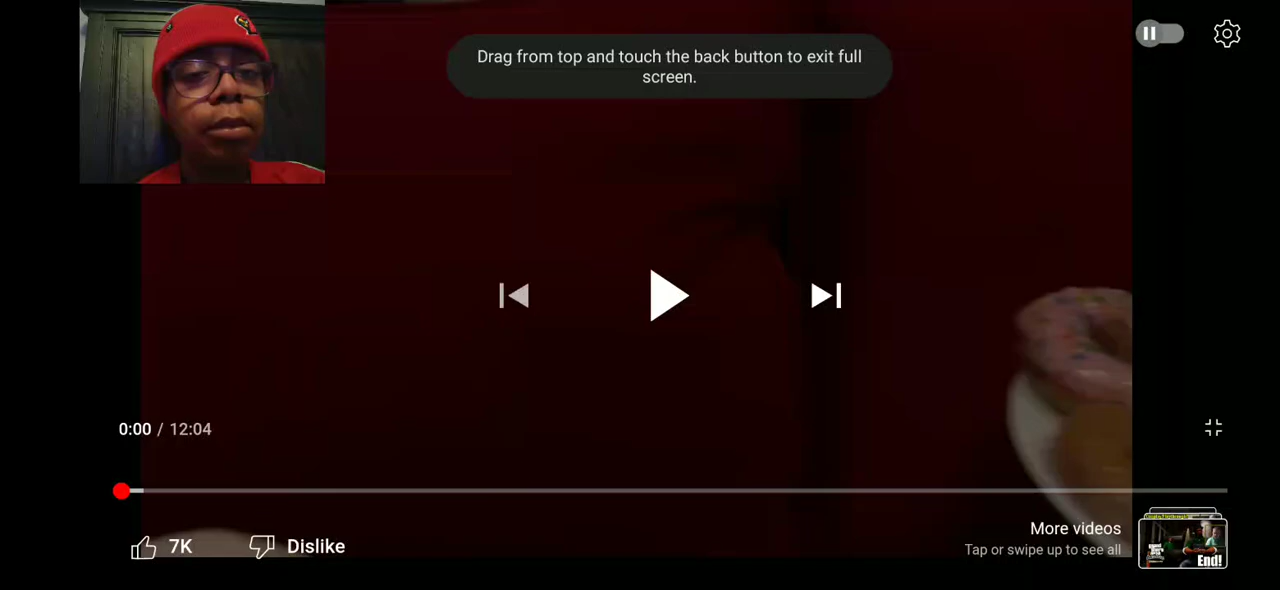 Drag from top and touch the back button to exit full
screen.
0:00 / 12:04
7K
Dislike
More videos
Tap or swipe up to see all
End!